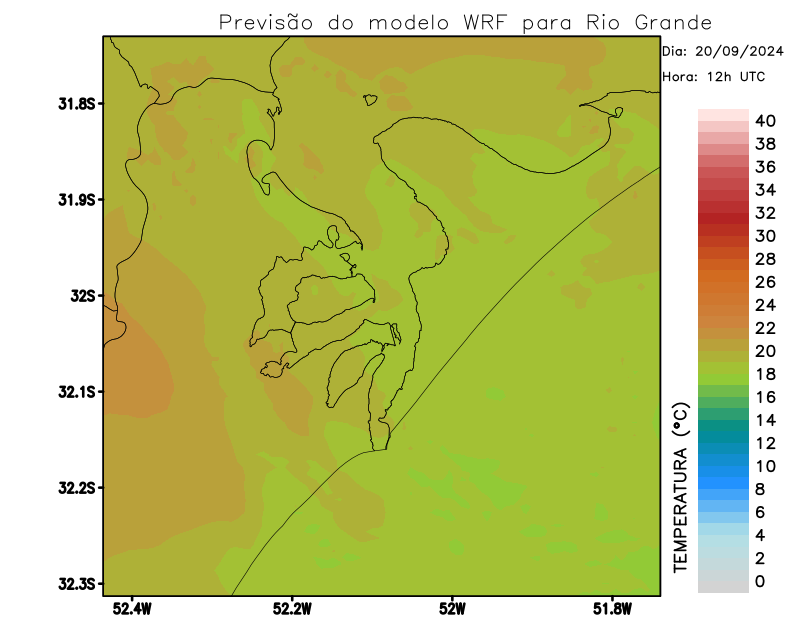 Previsão do modelo WRF para Rio Grande
Dia: 20/09/2024
Hora: 12h UTC
31.8S
31.9S
32S
32.1S
32.2S
32.3S
52.4W
52.2W
52W
51.8W
TEMPERATURA (°C)
40
38
36
34
32
30
28
26
24
22
20
18
16
14
12
10
8
6
4
2
0